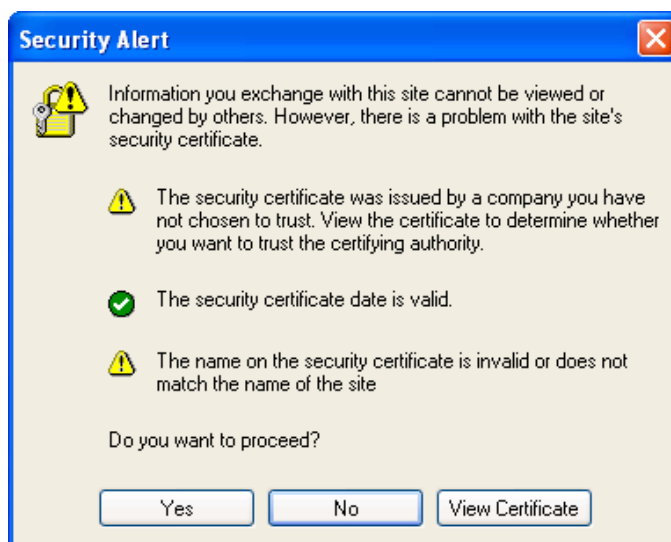 Security Alert
Information you exchange with this site cannot be viewed or
changed by others. However, there is a problem with the site's
security certificate.
The security certificate was issued by a company you have
not chosen to trust. View the certificate to determine whether
you want to trust the certifying authority.
The security certificate date is valid.
The name on the security certificate is invalid or does not
match the name of the site
Do you want to proceed?
Yes
No
View Certificate